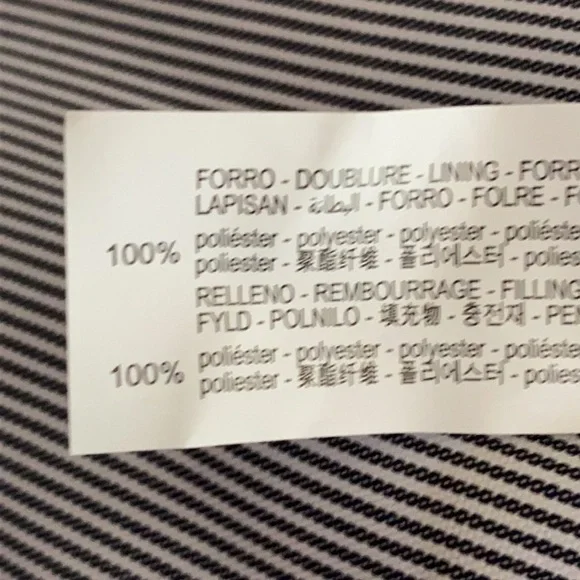 FORRO - DOUBLURE - LINING - FORR
LAPISAN - البطانة - FORRO - FOLRE - F
100% poliéster - polyester - polyester - poliéste
poliester - 聚酯纤维 - 폴리에스터 - polies
RELLENO - REMBOURRAGE - FILLING
FYLD - POLNILO - 填充物 - 충전재 - PE
100% poliéster - polyester - polyester - poliéste
poliester - 聚酯纤维 - 폴리에스터 - polies